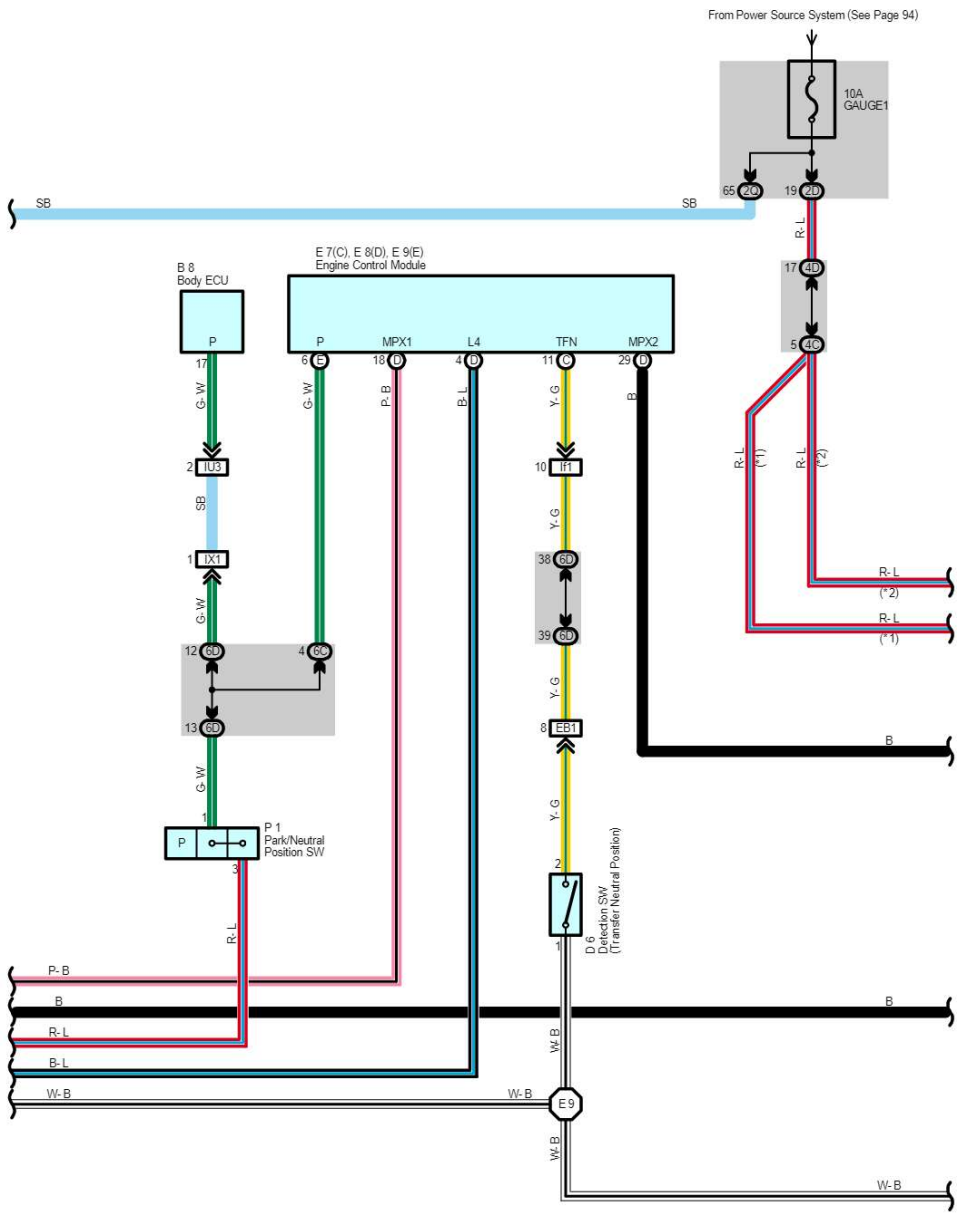 From Power Source System (See Page 94)
10A
GAUGE1
65 2Q
19 2D
SB
SB
R- L
17 4D
E 7(C), E 8(D), E 9(E)
Engine Control Module
B 8
Body ECU
P
P
MPX1
L4
TFN
MPX2
5 4C
17
6 E
18 D
4 D
11 C
29 D
G- W
G- W
P- B
B- L
Y- G
B
R- L
(*1)
R- L
(*2)
2 IU3
10 If1
SB
Y- G
1 IX1
38 6D
R- L
(*2)
G- W
R- L
(*1)
39 6D
12 6D
4 6C
Y- G
13 6D
8 EB1
B
G- W
Y- G
1
P 1
Park/Neutral
Position SW
P
3
2
D 6
Detection SW
(Transfer Neutral Position)
1
R- L
P- B
B
B
R- L
W- B
B- L
W- B
W- B
E 9
W- B
W- B